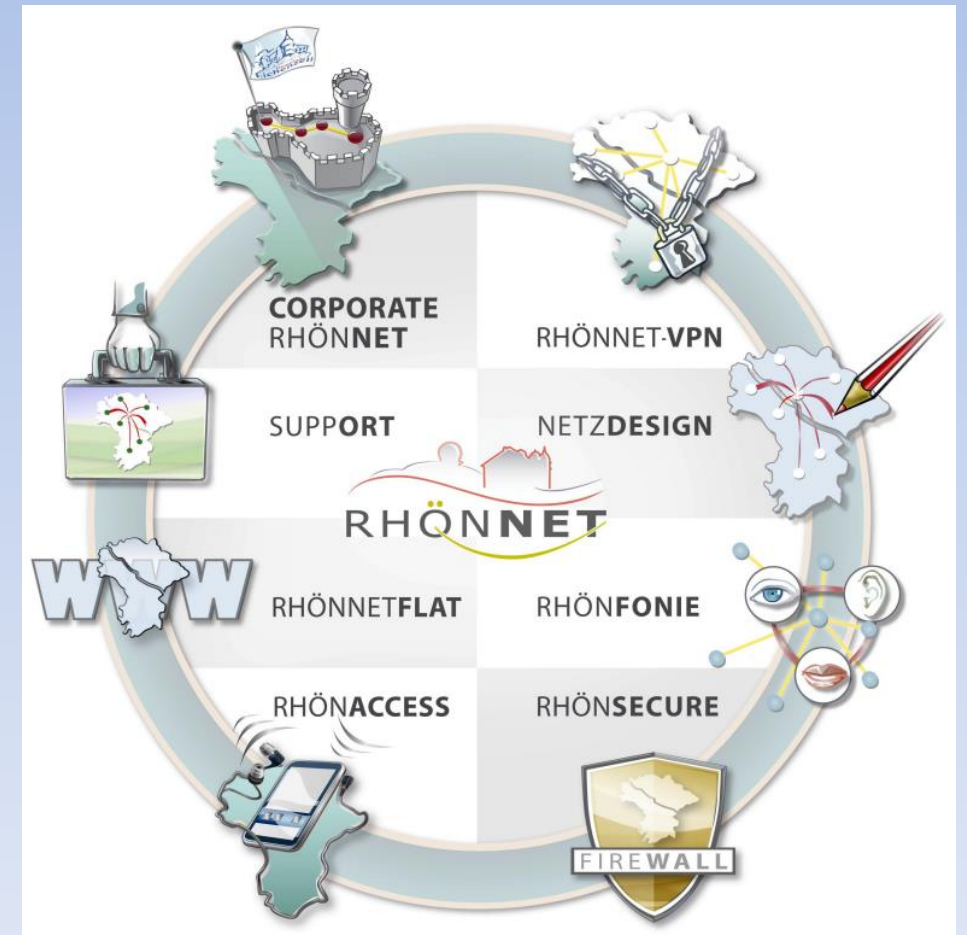 CORPORATE
RHÖNNET
RHÖNNET-VPN
SUPPORT
NETZDESIGN
RHÖNNET
WWW
RHÖNNETFLAT
RHÖNFONIE
RHÖNACCESS
RHÖNSECURE
FIREWALL